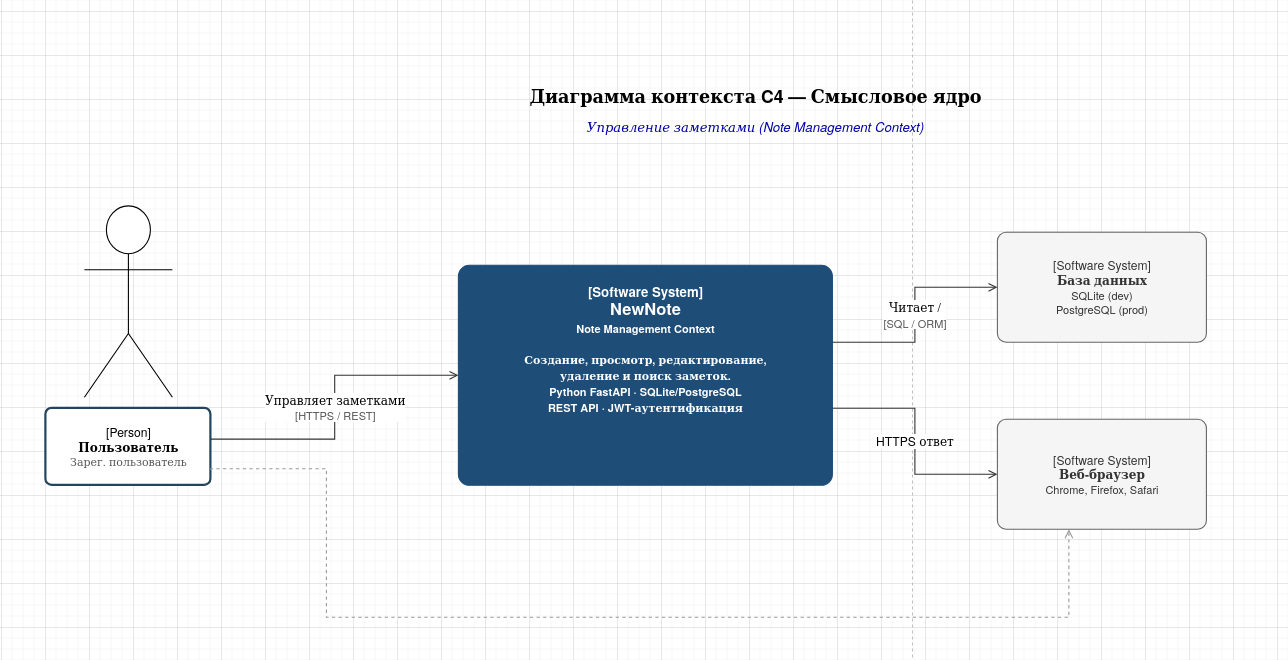 Диаграмма контекста C4 — Смысловое ядро
Управление заметками (Note Management Context)
[Person]
Пользователь
Зарег. пользователь
Управляет заметками
[HTTPS / REST]
[Software System]
NewNote
Note Management Context
Создание, просмотр, редактирование,
удаление и поиск заметок.
Python FastAPI · SQLite/PostgreSQL
REST API · JWT-аутентификация
Читает /
[SQL / ORM]
HTTPS ответ
[Software System]
База данных
SQLite (dev)
PostgreSQL (prod)
[Software System]
Веб-браузер
Chrome, Firefox, Safari